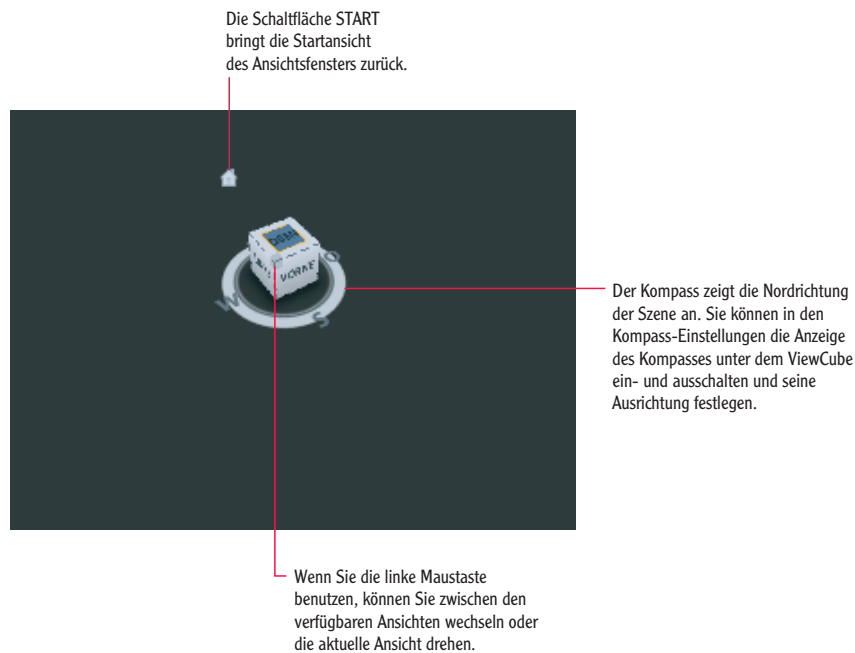 Die Schaltfläche START
bringt die Startansicht
des Ansichtsfensters zurück.
OBEN
O
VORNE
W
S
Der Kompass zeigt die Nordrichtung
der Szene an. Sie können in den
Kompass-Einstellungen die Anzeige
des Kompasses unter dem ViewCube
ein- und ausschalten und seine
Ausrichtung festlegen.
Wenn Sie die linke Maustaste
benutzen, können Sie zwischen den
verfügbaren Ansichten wechseln oder
die aktuelle Ansicht drehen.